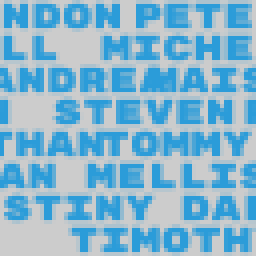 NDON PETE
LL MICHE
ANDREMAIS
STEVEN
THANTOMMY
AN MELLIS
STINY DA
TIMOTH